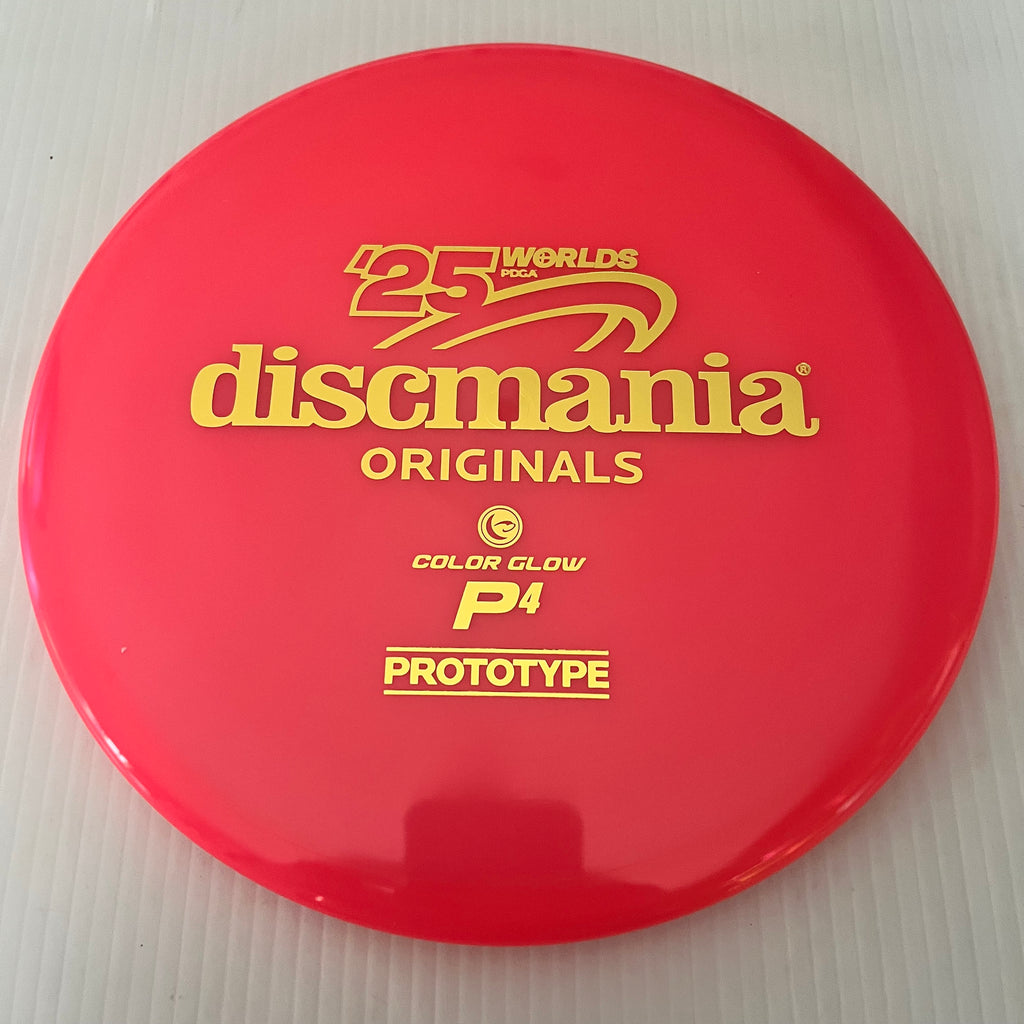 '25 WORLDS
PDGA
discmania®
ORIGINALS
COLOR GLOW
P4
PROTOTYPE